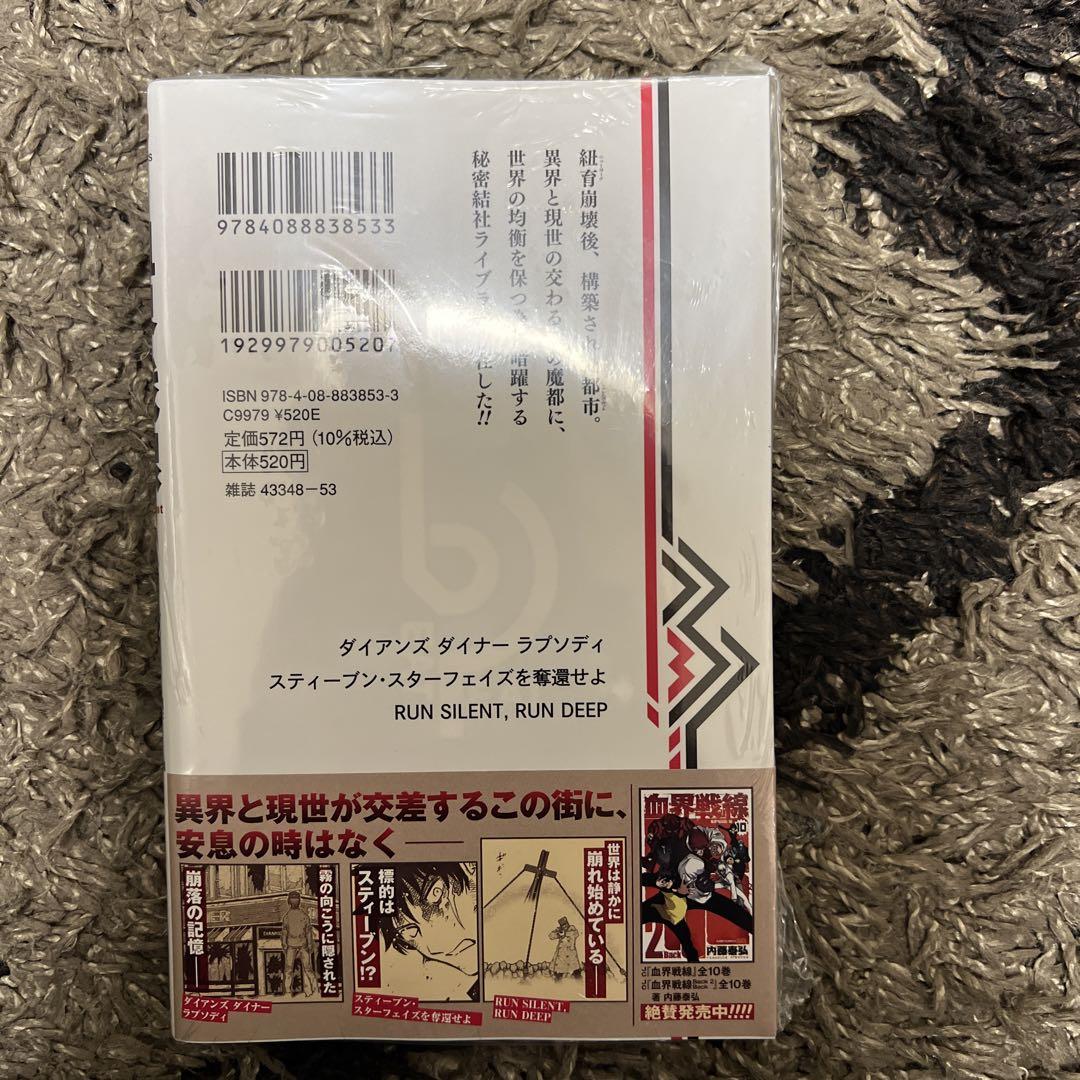 9784088838533
1929979005207
ISBN 978-4-08-883853-3
C9979 ¥520E
定価572円 (10%税込)
本体520円
雑誌 43348-53
紐育崩壊後、構築され
都市。
異界と現世の交わる
の魔都に、
世界の均衡を保つ
暗躍する
秘密結社ライブラ
在した!!
ダイアンズ ダイナー ラプソディ
スティーブン・スターフェイズを奪還せよ
RUN SILENT, RUN DEEP
異界と現世が交差するこの街に、
安息の時はなく――
霧の向こうに隠された
崩落の記憶――
ダイアンズ ダイナー
ラプソディ
標的は
スティーブン!?
スティーブン・
スターフェイズを奪還せよ
世界は静かに
崩れ始めている――
RUN SILENT,
RUN DEEP
血界戦線
10
2
Back
内藤泰弘
『血界戦線』全10巻
『血界戦線 Back 2 Back』全10巻
著 内藤泰弘
絶賛発売中!!!!